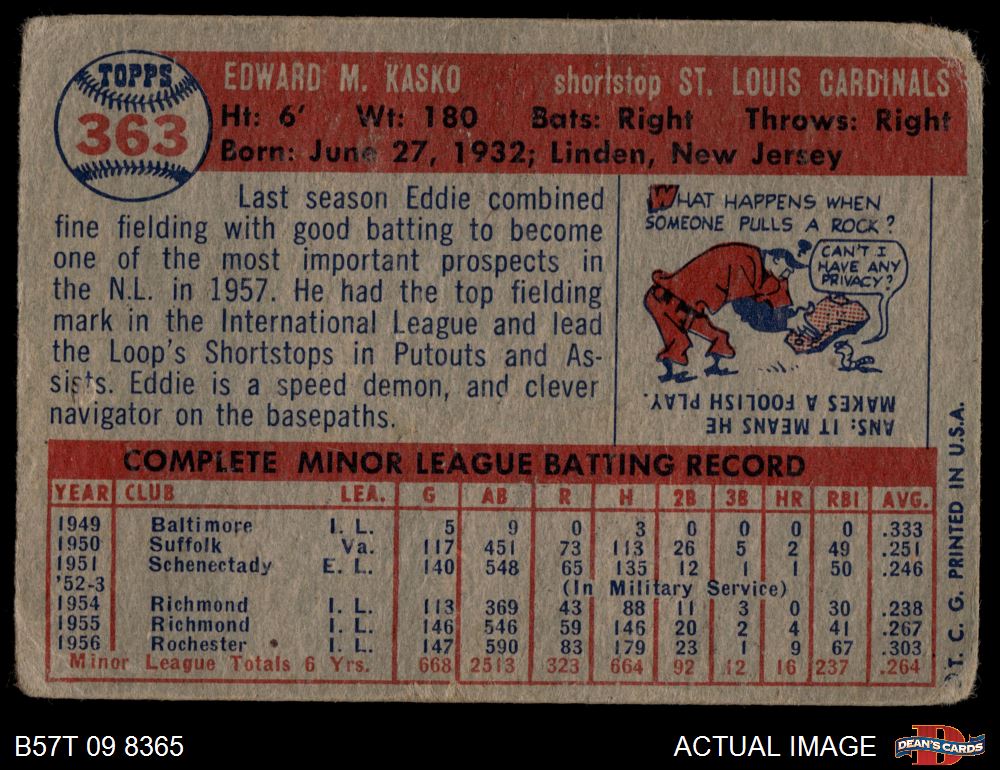 TOPPS
363
EDWARD M. KASKO shortstop ST. LOUIS CARDINALS
Ht: 6' Wt: 180 Bats: Right Throws: Right
Born: June 27, 1932; Linden, New Jersey
Last season Eddie combined
fine fielding with good batting to become
one of the most important prospects in
the N.L. in 1957. He had the top fielding
mark in the International League and lead
the Loop's Shortstops in Putouts and As-
sists. Eddie is a speed demon, and clever
navigator on the basepaths.
WHAT HAPPENS WHEN
SOMEONE PULLS A ROCK?
CAN'T I
HAVE ANY
PRIVACY?
ANS: IT MEANS HE
MAKES A FOOLISH PLAY.
COMPLETE MINOR LEAGUE BATTING RECORD
YEAR CLUB LEA. G AB R H 2B 3B HR RBI AVG.
1949 Baltimore I. L. 5 9 0 3 0 0 0 0 .333
1950 Suffolk Va. 117 451 73 113 26 5 2 49 .251
1951 Schenectady E. L. 140 548 65 135 12 1 1 50 .246
'52-3 (In Military Service)
1954 Richmond I. L. 113 369 43 88 11 3 0 30 .238
1955 Richmond I. L. 146 546 59 146 20 2 4 41 .267
1956 Rochester I. L. 147 590 83 179 23 1 9 67 .303
Minor League Totals 6 Yrs. 668 2513 323 664 92 12 16 237 .264
T. C. G. PRINTED IN U.S.A.
B57T 09 8365
ACTUAL IMAGE
DEAN'S CARDS